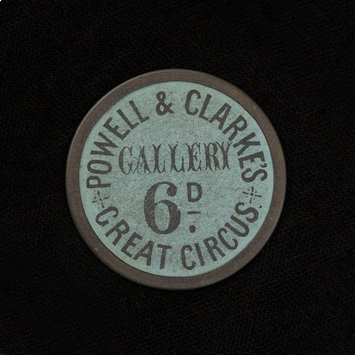 POWELL & CLARKE'S
GALLERY
6D.
GREAT CIRCUS